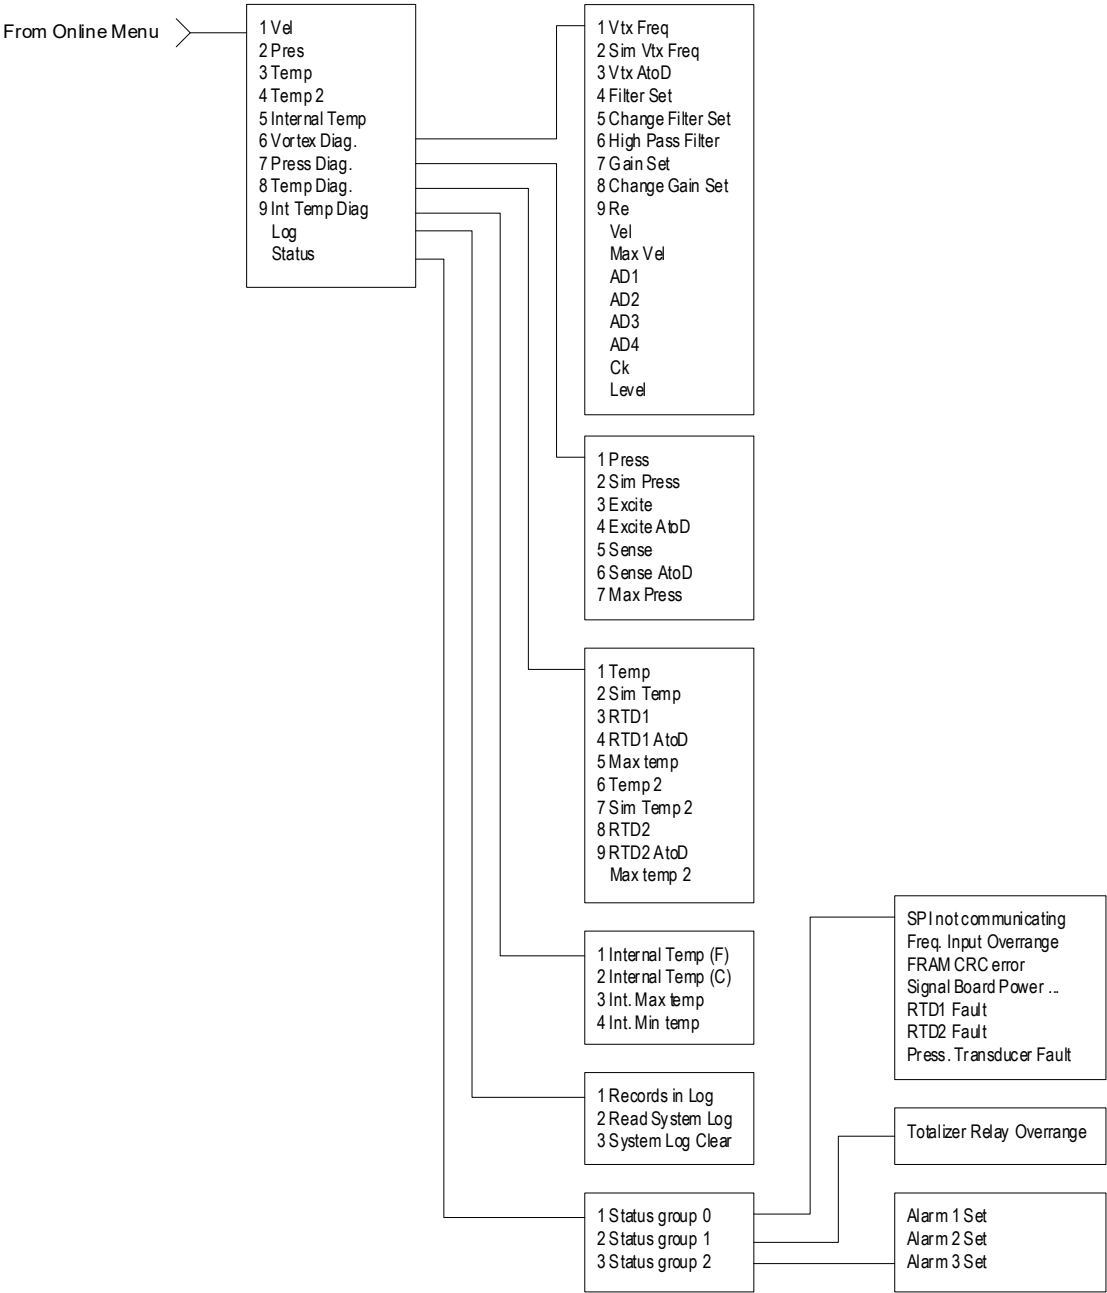 From Online Menu
1 Vel
2 Pres
3 Temp
4 Temp 2
5 Internal Temp
6 Vortex Diag.
7 Press Diag.
8 Temp Diag.
9 Int Temp Diag
Log
Status
1 Vtx Freq
2 Sim Vtx Freq
3 Vtx AtoD
4 Filter Set
5 Change Filter Set
6 High Pass Filter
7 Gain Set
8 Change Gain Set
9 Re
Vel
Max Vel
AD1
AD2
AD3
AD4
Ck
Level
1 Press
2 Sim Press
3 Excite
4 Excite AtoD
5 Sense
6 Sense AtoD
7 Max Press
1 Temp
2 Sim Temp
3 RTD1
4 RTD1 AtoD
5 Max temp
6 Temp 2
7 Sim Temp 2
8 RTD2
9 RTD2 AtoD
Max temp 2
1 Internal Temp (F)
2 Internal Temp (C)
3 Int. Max temp
4 Int. Min temp
1 Records in Log
2 Read System Log
3 System Log Clear
1 Status group 0
2 Status group 1
3 Status group 2
SPI not communicating
Freq. Input Overrange
FRAM CRC error
Signal Board Power ...
RTD1 Fault
RTD2 Fault
Press. Transducer Fault
Totalizer Relay Overrange
Alarm 1 Set
Alarm 2 Set
Alarm 3 Set